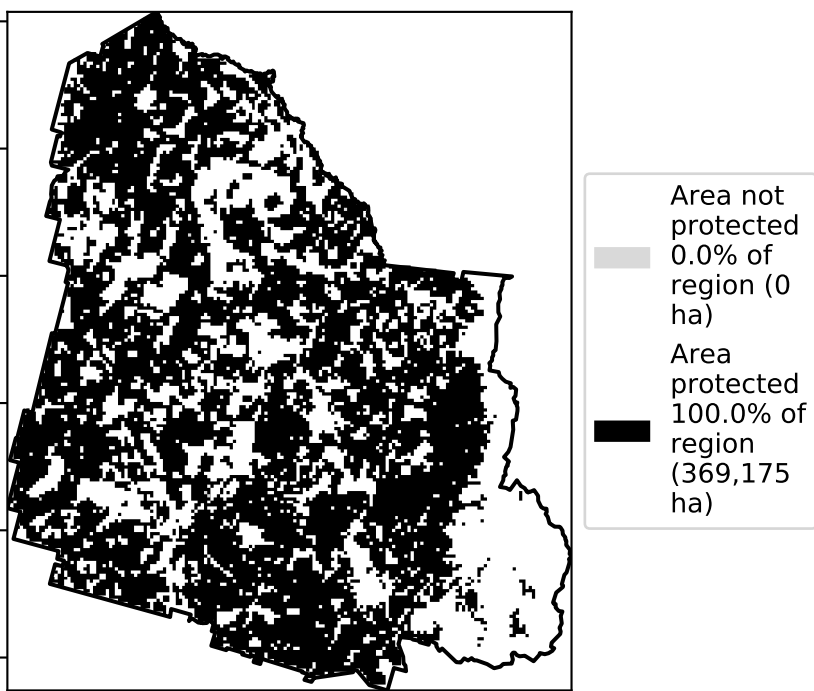 Area not
protected
0.0% of
region (0
ha)
Area
protected
100.0% of
region
(369,175
ha)